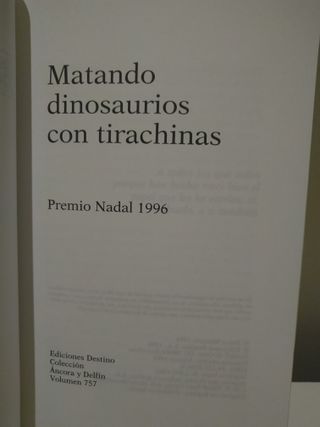 Matando
dinosaurios
con tirachinas
Premio Nadal 1996
Ediciones Destino
Colección
Áncora y Delfín
Volumen 757